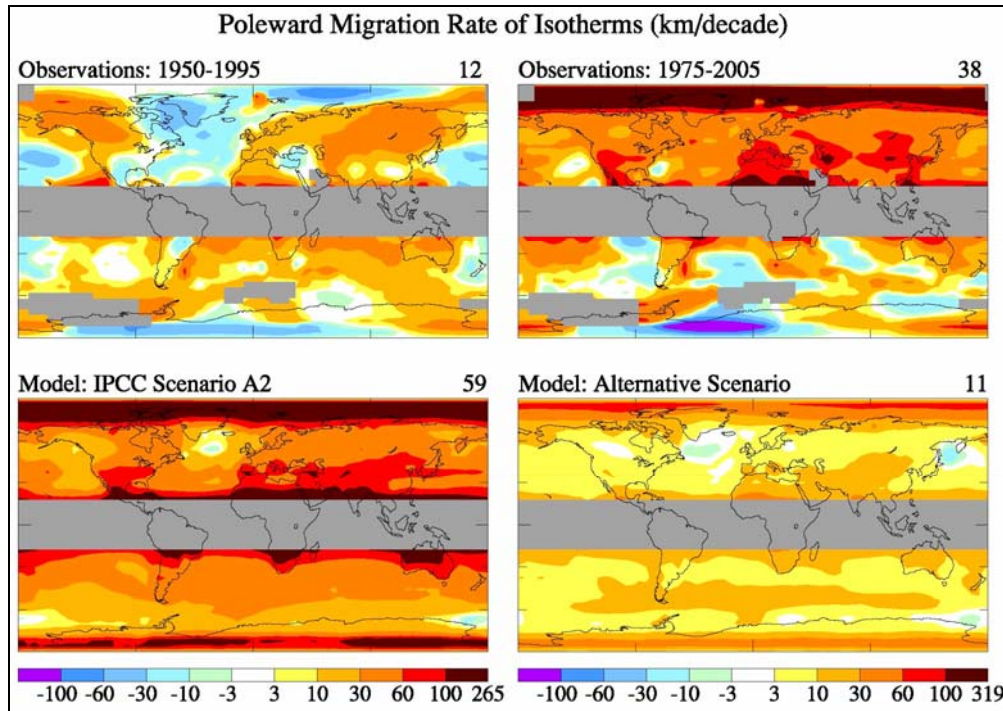 Poleward Migration Rate of Isotherms (km/decade)
Observations: 1950-1995 12
Observations: 1975-2005 38
Model: IPCC Scenario A2 59
Model: Alternative Scenario 11
-100 -60 -30 -10 -3 3 10 30 60 100 265
-100 -60 -30 -10 -3 3 10 30 60 100 319